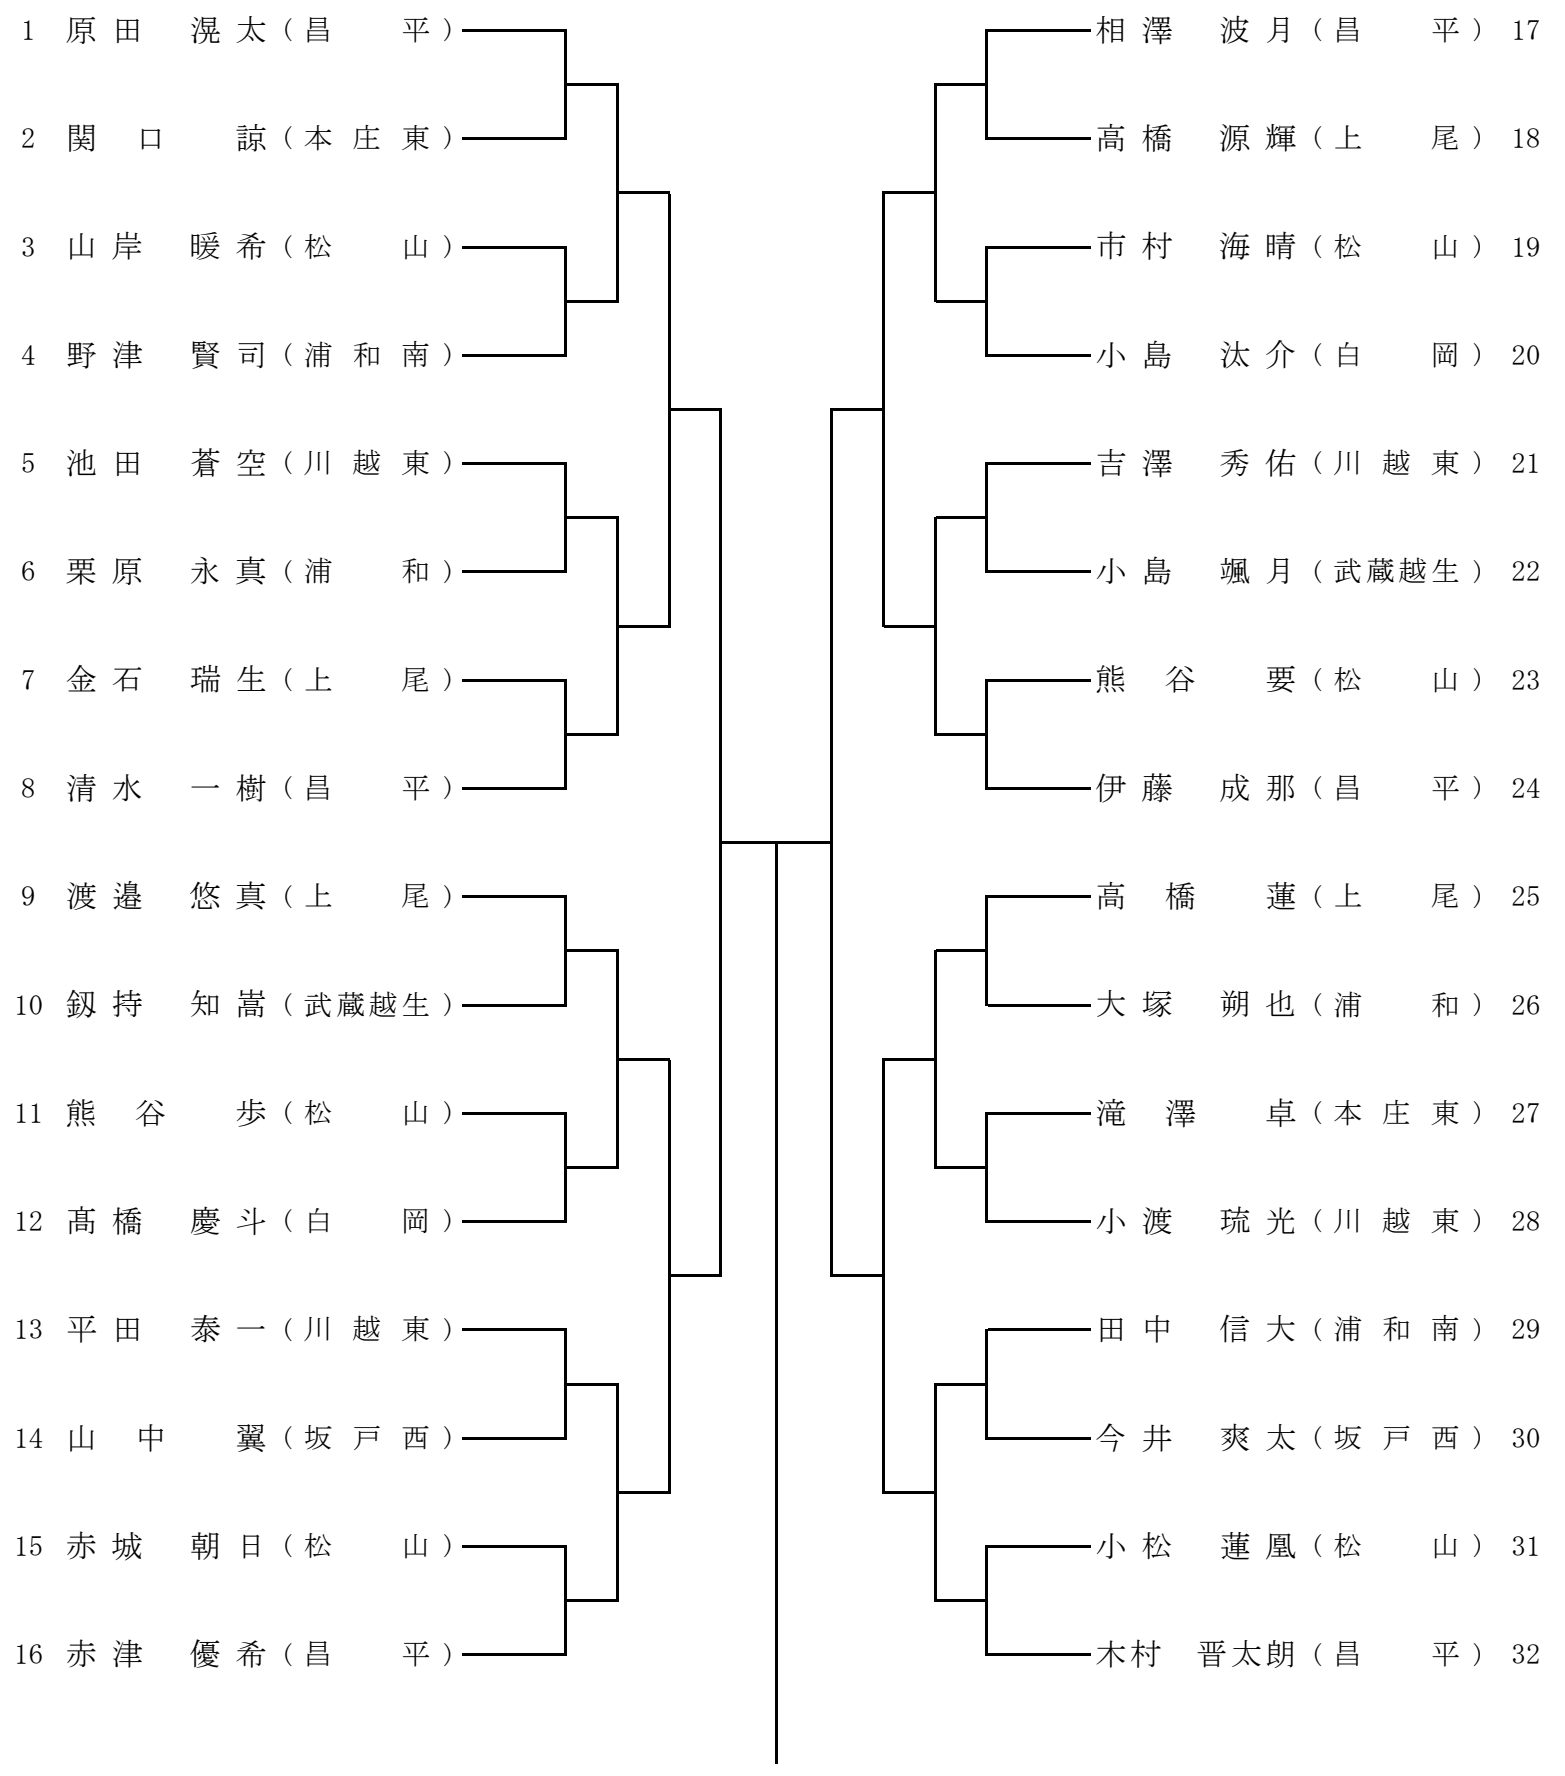 1 原田 滉太（昌平）
2 関口 諒（本庄東）
3 山岸 暖希（松山）
4 野津 賢司（浦和南）
5 池田 蒼空（川越東）
6 栗原 永真（浦和）
7 金石 瑞生（上尾）
8 清水 一樹（昌平）
9 渡邉 悠真（上尾）
10 釼持 知嵩（武蔵越生）
11 熊谷 歩（松山）
12 髙橋 慶斗（白岡）
13 平田 泰一（川越東）
14 山中 翼（坂戸西）
15 赤城 朝日（松山）
16 赤津 優希（昌平）
相澤 波月（昌平） 17
高橋 源輝（上尾） 18
市村 海晴（松山） 19
小島 汰介（白岡） 20
吉澤 秀佑（川越東） 21
小島 颯月（武蔵越生） 22
熊谷 要（松山） 23
伊藤 成那（昌平） 24
高橋 蓮（上尾） 25
大塚 朔也（浦和） 26
滝澤 卓（本庄東） 27
小渡 琉光（川越東） 28
田中 信大（浦和南） 29
今井 爽太（坂戸西） 30
小松 蓮凰（松山） 31
木村 晋太朗（昌平） 32